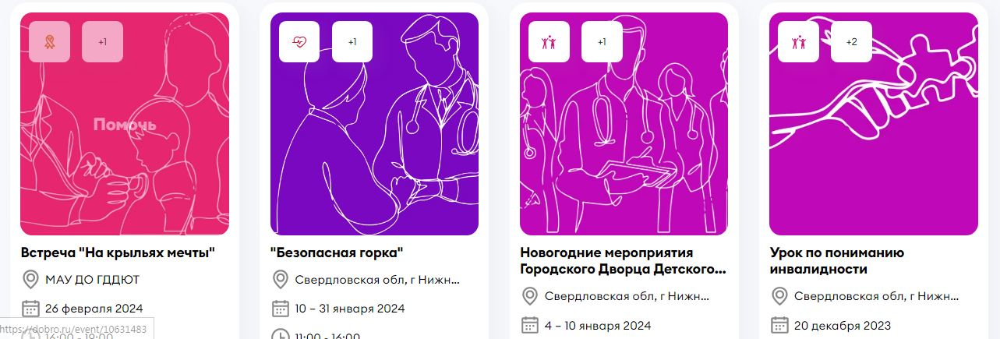 +1
Помочь
Встреча "На крыльях мечты"
МАУ ДО ГДДЮТ
26 февраля 2024
16:00 - 19:00
https://dobro.ru/event/10631483
+1
"Безопасная горка"
Свердловская обл, г Нижн...
10 – 31 января 2024
11:00 - 16:00
+1
Новогодние мероприятия
Городского Дворца Детского...
Свердловская обл, г Нижн...
4 – 10 января 2024
+2
Урок по пониманию
инвалидности
Свердловская обл, г Нижн...
20 декабря 2023